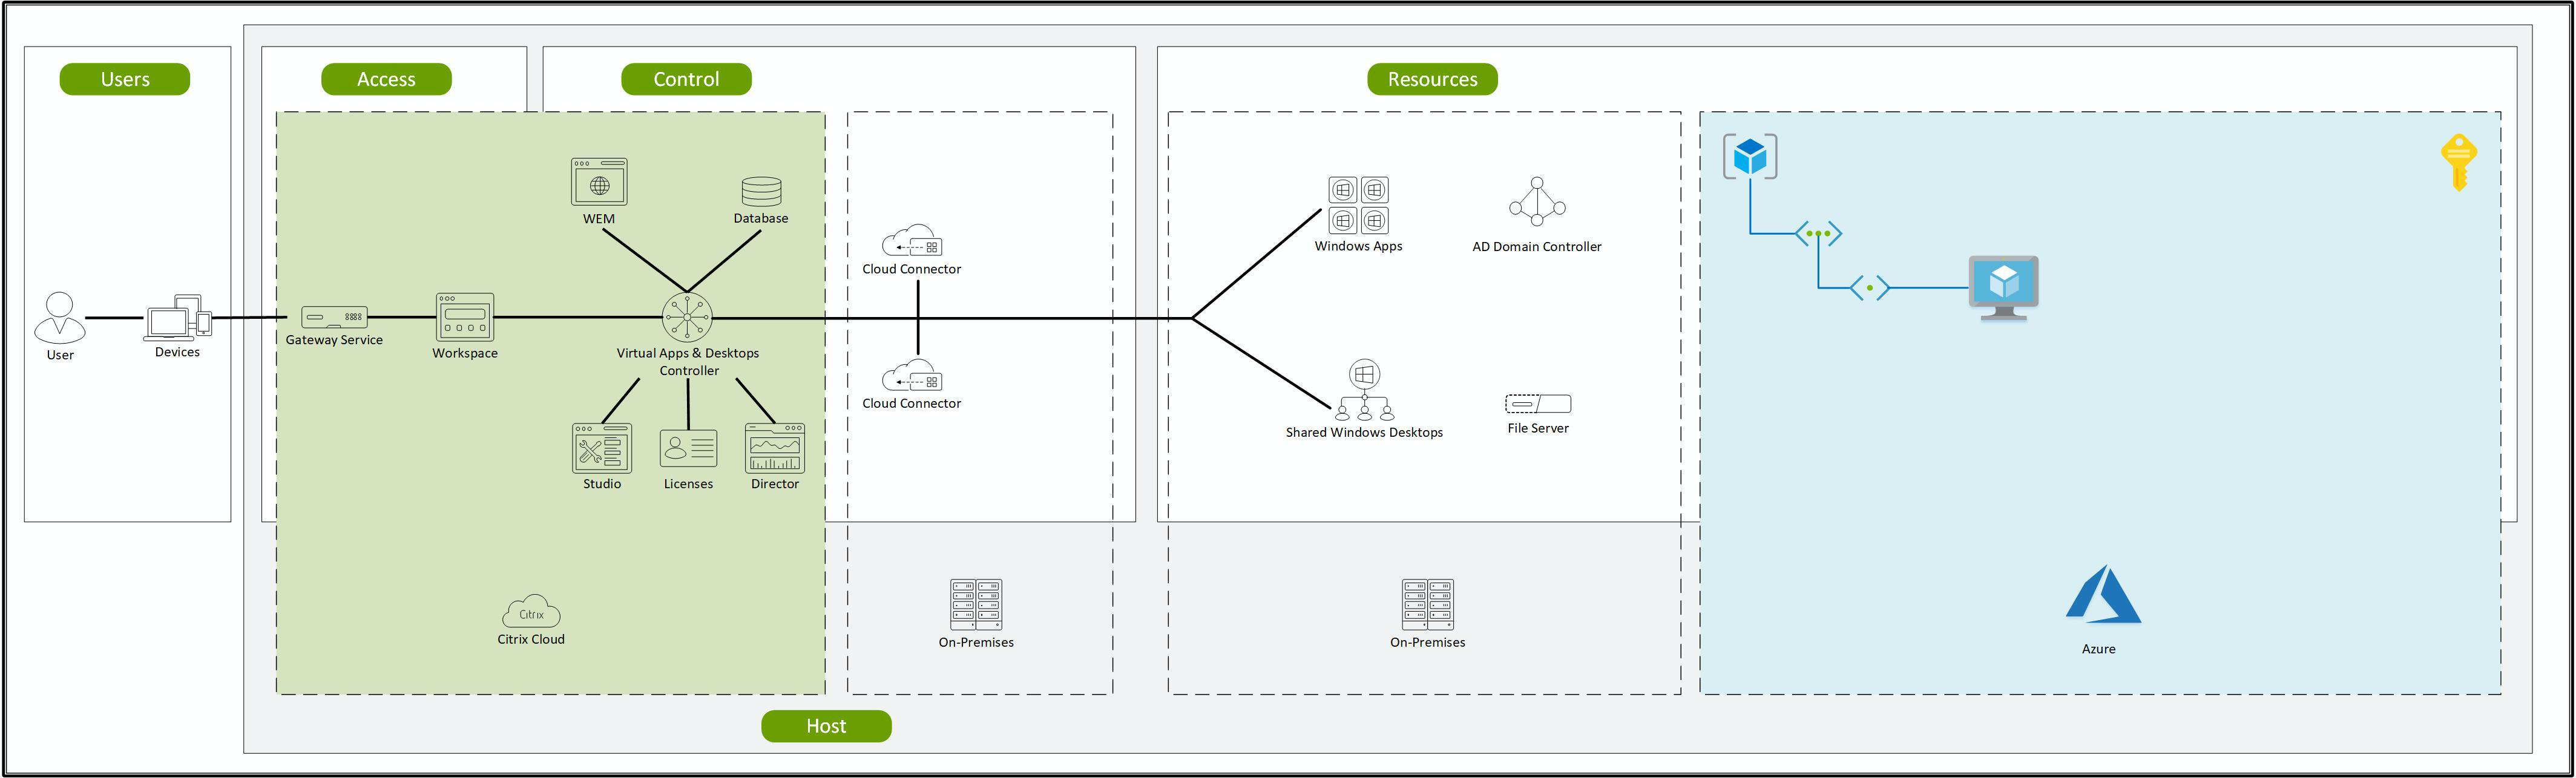 Users
Access
Control
Resources
WEM
Database
Cloud Connector
Windows Apps
AD Domain Controller
User
Devices
Gateway Service
Workspace
Virtual Apps & Desktops
Controller
Cloud Connector
Shared Windows Desktops
File Server
Studio
Licenses
Director
Citrix
Citrix Cloud
On-Premises
On-Premises
Azure
Host